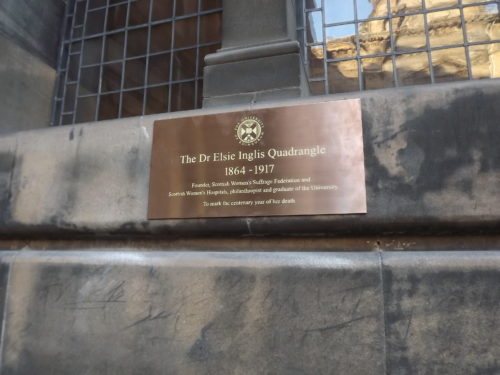 The Dr Elsie Inglis Quadrangle
1864 - 1917
Founder, Scottish Women's Suffrage Federation and
Scottish Women's Hospitals, philanthropist and graduate of the University.
To mark the centenary year of her death